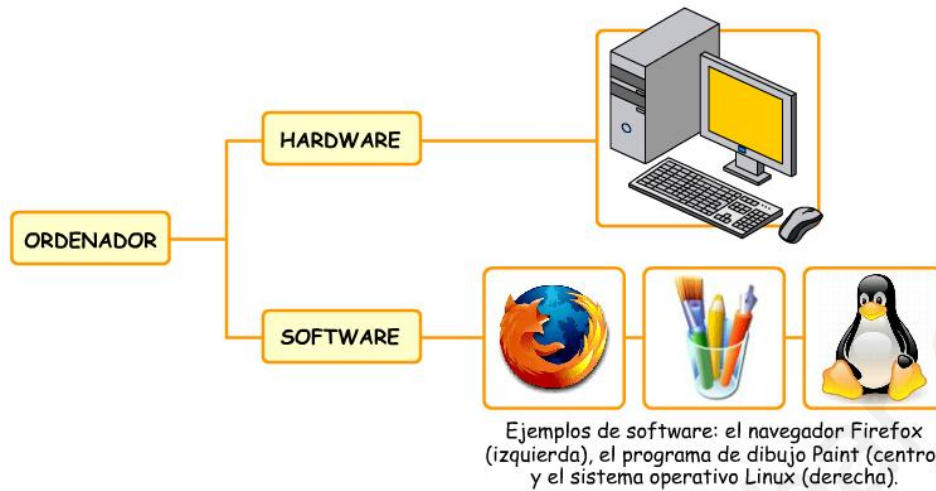 HARDWARE
ORDENADOR
SOFTWARE
Ejemplos de software: el navegador Firefox
(izquierda), el programa de dibujo Paint (centro
y el sistema operativo Linux (derecha).